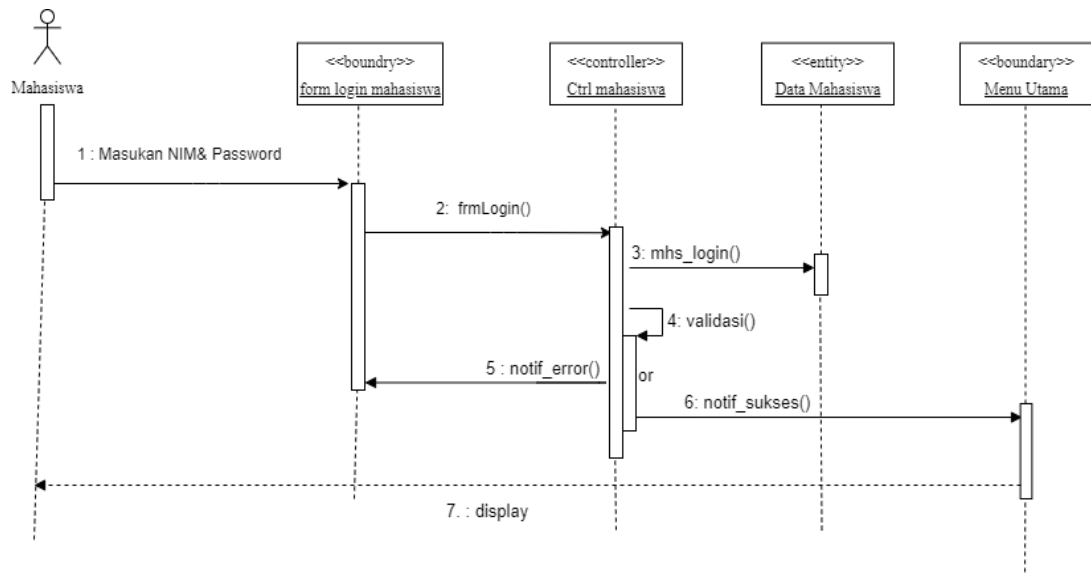 Mahasiswa
<<boundry>>
form login mahasiswa
<<controller>>
Ctrl mahasiswa
<<entity>>
Data Mahasiswa
<<boundary>>
Menu Utama
1 : Masukan NIM& Password
2: frmLogin()
3: mhs_login()
4: validasi()
5 : notif_error()
or
6: notif_sukses()
7. : display